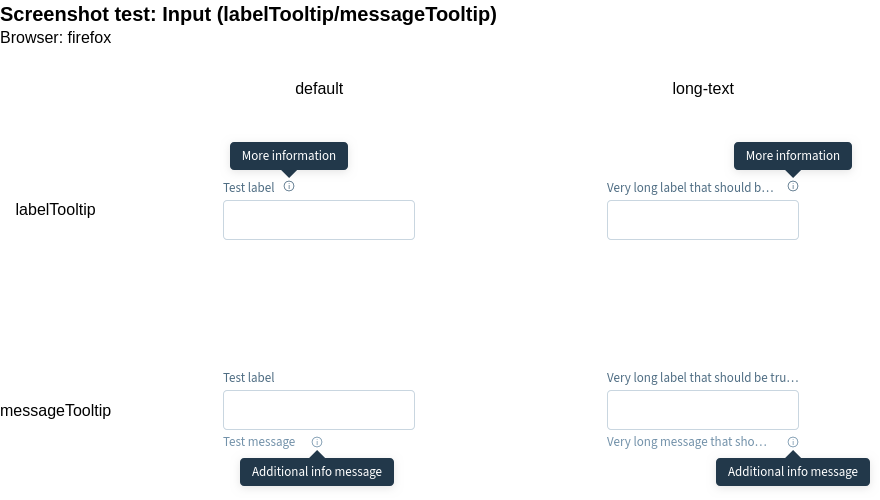 Screenshot test: Input (labelTooltip/messageTooltip)
Browser: firefox
default long-text
More information More information
Test label Very long label that should b…
labelTooltip
Test label Very long label that should be tru…
messageTooltip
Test message Very long message that sho…
Additional info message Additional info message